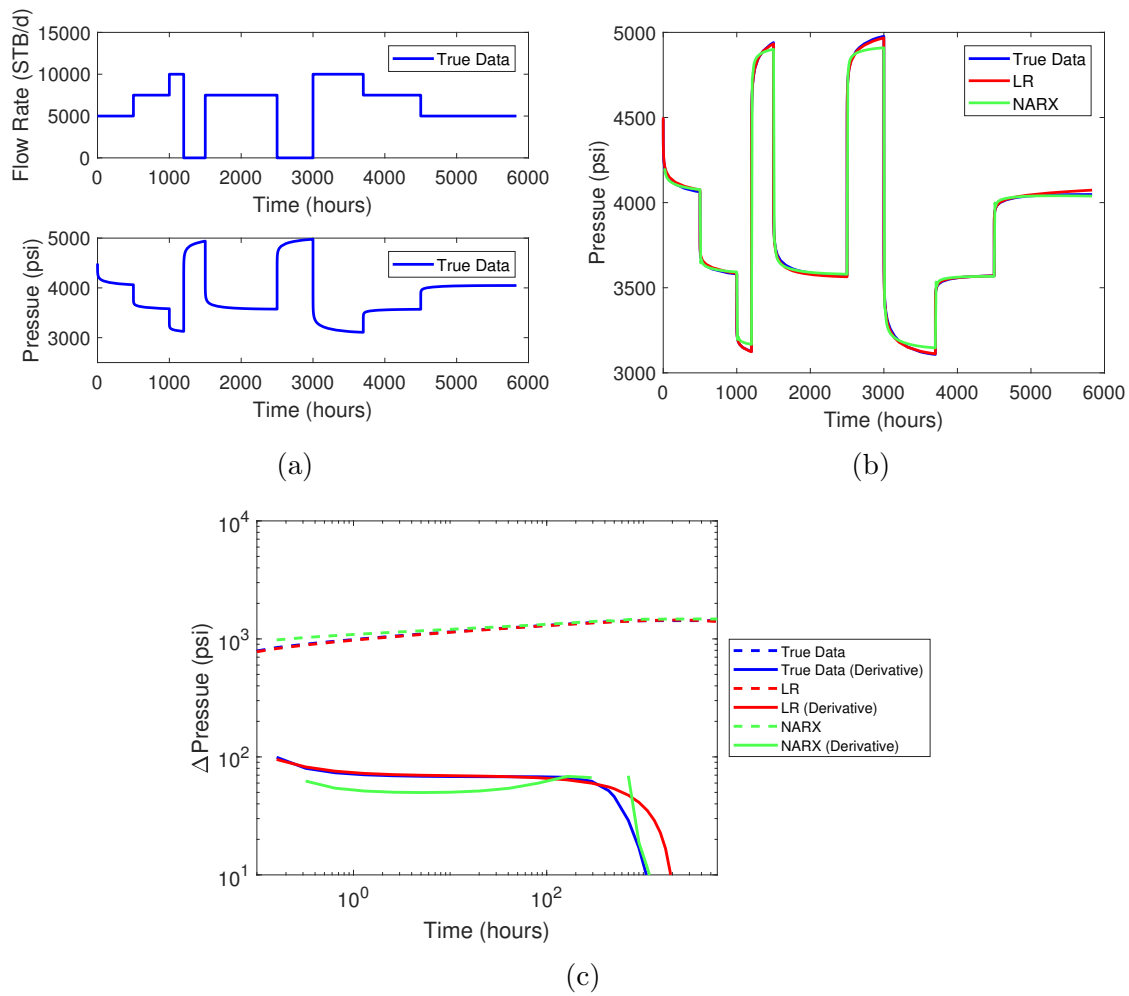 15000
10000
5000
0
Flow Rate (STB/d)
True Data
0 1000 2000 3000 4000 5000 6000
Time (hours)
5000
4000
3000
Pressue (psi)
True Data
0 1000 2000 3000 4000 5000 6000
Time (hours)
(a)
5000
4500
4000
3500
3000
Pressue (psi)
True Data
LR
NARX
0 1000 2000 3000 4000 5000 6000
Time (hours)
(b)
10^4
10^3
10^2
10^1
ΔPressue (psi)
10^0 10^2
Time (hours)
True Data
True Data (Derivative)
LR
LR (Derivative)
NARX
NARX (Derivative)
(c)